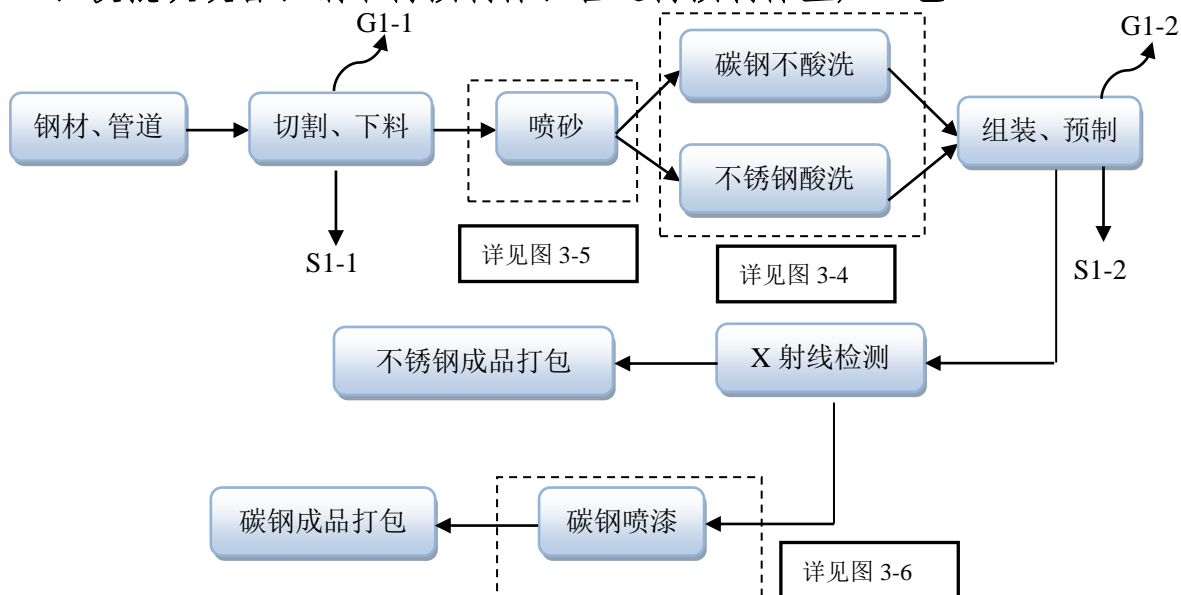 G1-1
G1-2
碳钢不酸洗
钢材、管道
切割、下料
喷砂
组装、预制
不锈钢酸洗
S1-1
详见图 3-5
详见图 3-4
S1-2
不锈钢成品打包
X 射线检测
碳钢成品打包
碳钢喷漆
详见图 3-6